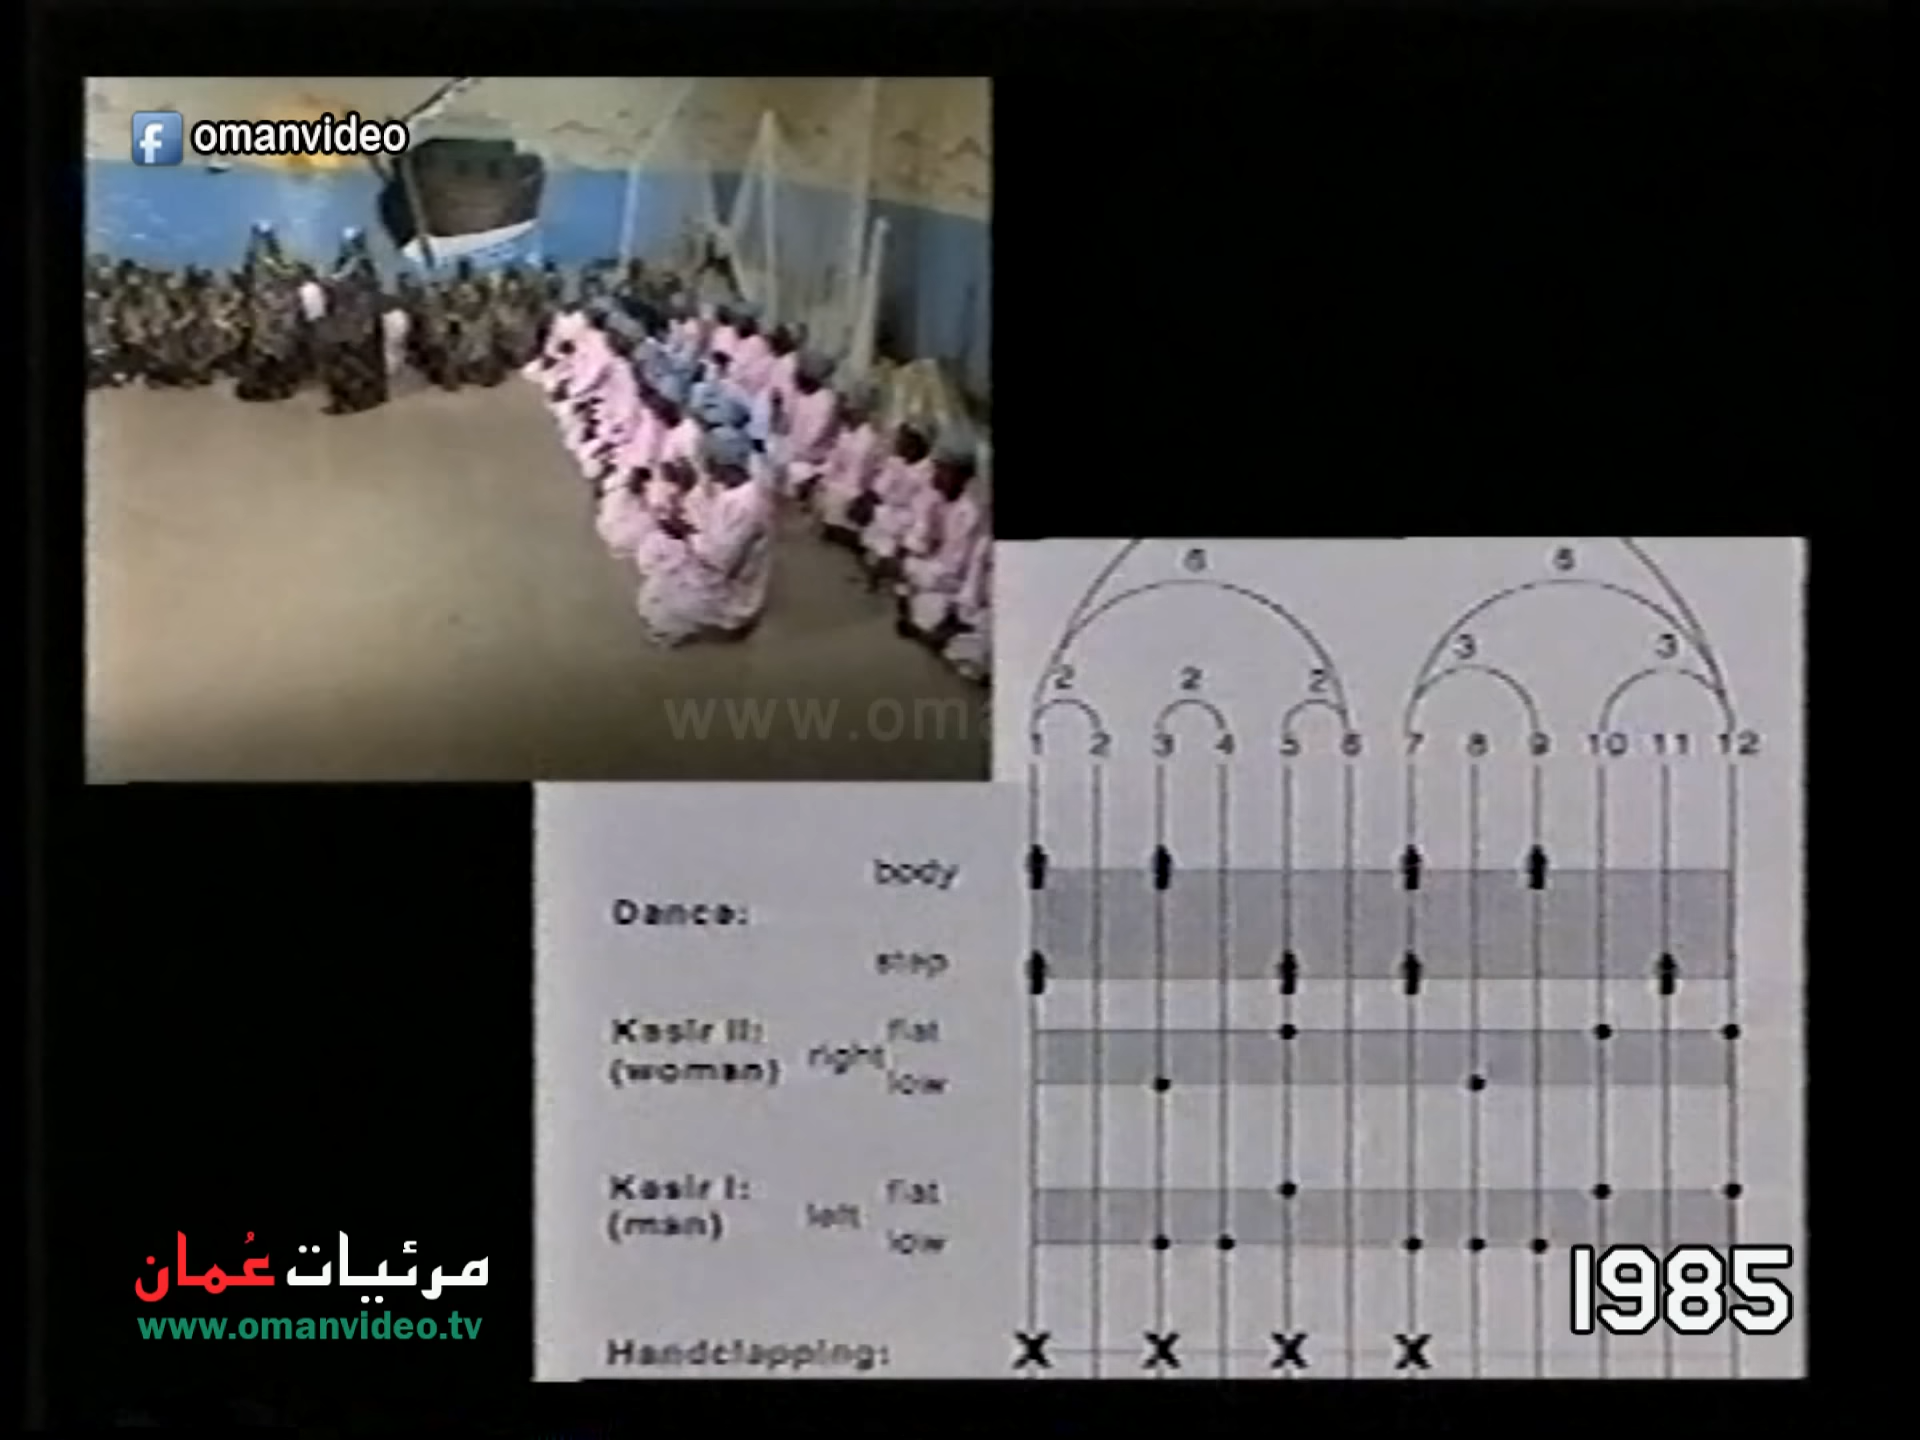 omanvideo
www.oma
6 6
3 3
2 2 2
1 2 3 4 5 6 7 8 9 10 11 12
body
Dance:
step
Kasir II: flat
(woman) right
low
Kasir I: flat
(man) left
low
Handclapping:
X X X X
مرئيات عُمان
www.omanvideo.tv
1985